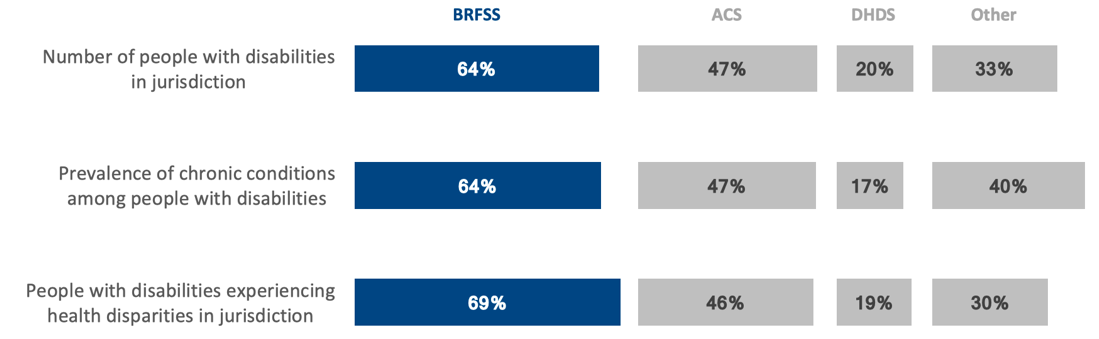 BRFSS ACS DHDS Other
Number of people with disabilities
in jurisdiction
64% 47% 20% 33%
Prevalence of chronic conditions
among people with disabilities
64% 47% 17% 40%
People with disabilities experiencing
health disparities in jurisdiction
69% 46% 19% 30%